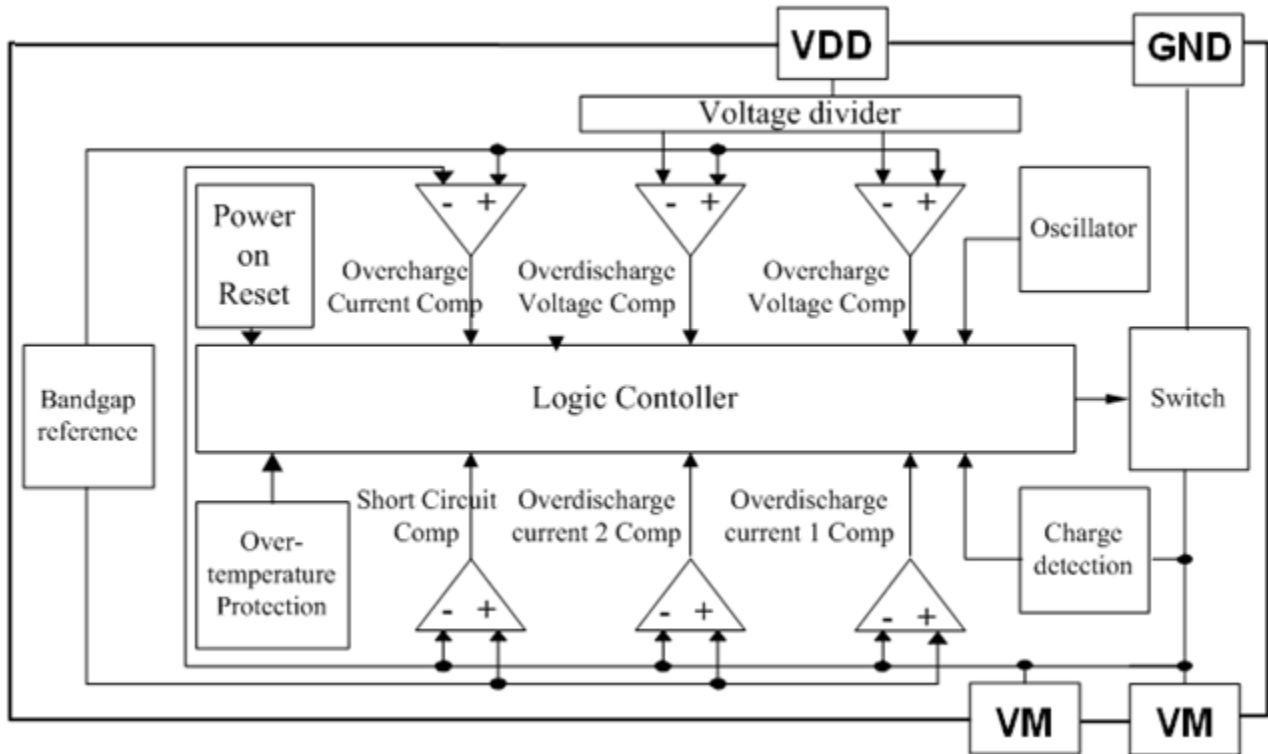 VDD
GND
Voltage divider
- +
- +
- +
Power
on
Reset
Oscillator
Overcharge
Current Comp
Overdischarge
Voltage Comp
Overcharge
Voltage Comp
Bandgap
reference
Logic Contoller
Switch
Short Circuit
Comp
Overdischarge
current 2 Comp
Overdischarge
current 1 Comp
Over-
temperature
Protection
Charge
detection
- +
- +
- +
VM
VM